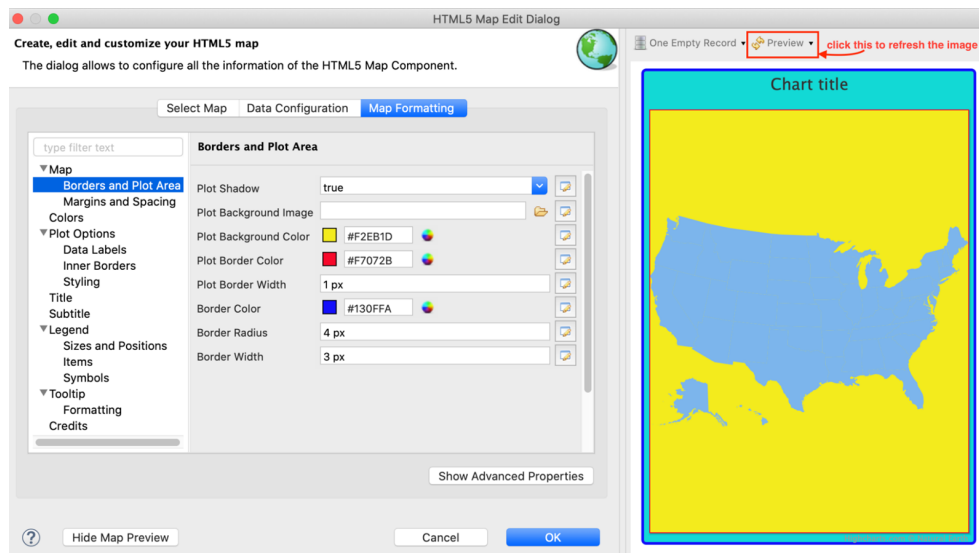 HTML5 Map Edit Dialog
Create, edit and customize your HTML5 map
The dialog allows to configure all the information of the HTML5 Map Component.
One Empty Record
Preview
click this to refresh the image
Select Map
Data Configuration
Map Formatting
type filter text
Map
Borders and Plot Area
Margins and Spacing
Colors
Plot Options
Data Labels
Inner Borders
Styling
Title
Subtitle
Legend
Sizes and Positions
Items
Symbols
Tooltip
Formatting
Credits
Borders and Plot Area
Plot Shadow
true
Plot Background Image
Plot Background Color
#F2EB1D
Plot Border Color
#F7072B
Plot Border Width
1 px
Border Color
#130FFA
Border Radius
4 px
Border Width
3 px
Show Advanced Properties
?
Hide Map Preview
Cancel
OK
Chart title